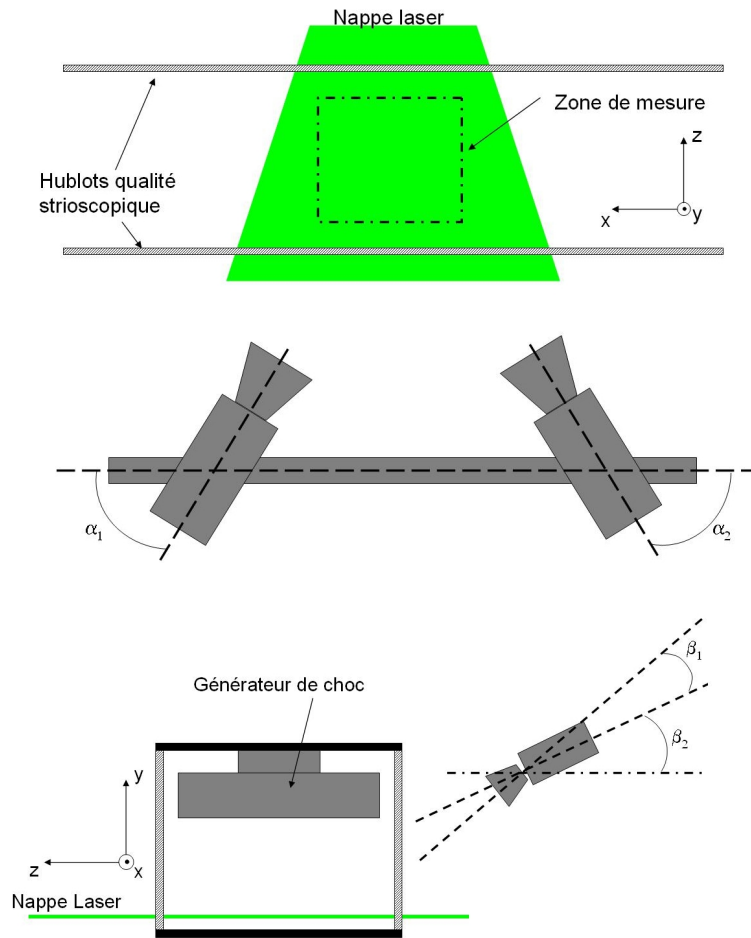 Nappe laser
Zone de mesure
Hublots qualité
strioscopique
z
x
y
α₁
α₂
β₁
Générateur de choc
β₂
y
z
x
Nappe Laser